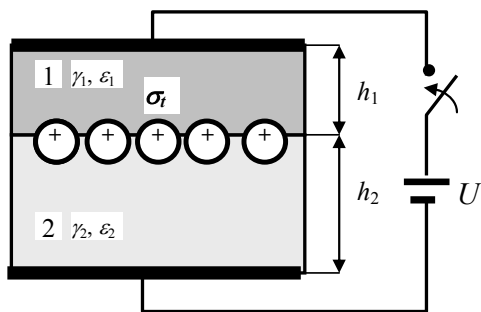 1 γ₁, ε₁
σₜ
h₁
+ + + + +
h₂
U
2 γ₂, ε₂